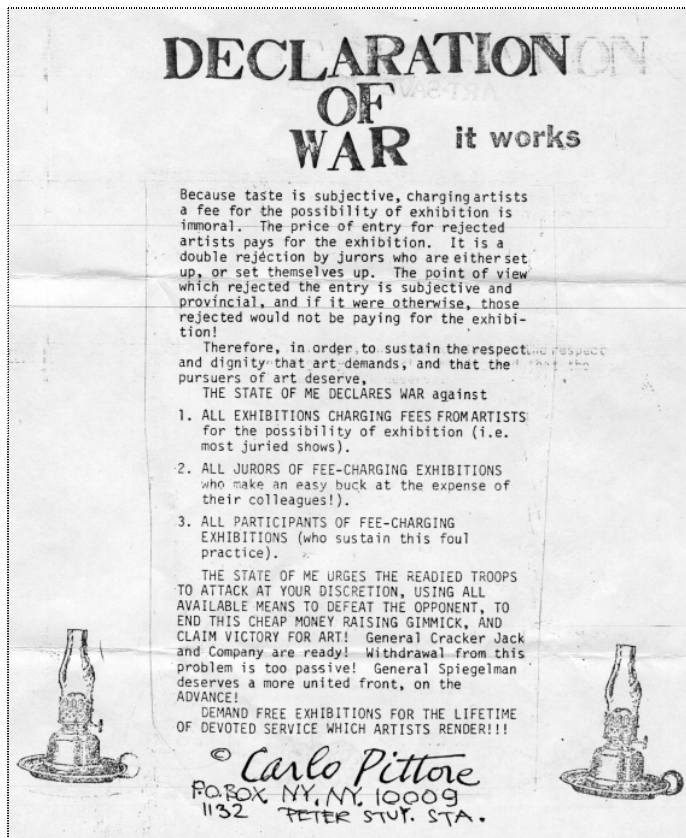 DECLARATION
OF
WAR it works
Because taste is subjective, charging artists
a fee for the possibility of exhibition is
immoral. The price of entry for rejected
artists pays for the exhibition. It is a
double rejection by jurors who are either set
up, or set themselves up. The point of view
which rejected the entry is subjective and
provincial, and if it were otherwise, those
rejected would not be paying for the exhibi-
tion!
Therefore, in order to sustain the respect
and dignity that art demands, and that the
pursuers of art deserve,
THE STATE OF ME DECLARES WAR against
1. ALL EXHIBITIONS CHARGING FEES FROM ARTISTS
for the possibility of exhibition (i.e.
most juried shows).
2. ALL JURORS OF FEE-CHARGING EXHIBITIONS
who make an easy buck at the expense of
their colleagues!).
3. ALL PARTICIPANTS OF FEE-CHARGING
EXHIBITIONS (who sustain this foul
practice).
THE STATE OF ME URGES THE READIED TROOPS
TO ATTACK AT YOUR DISCRETION, USING ALL
AVAILABLE MEANS TO DEFEAT THE OPPONENT, TO
END THIS CHEAP MONEY RAISING GIMMICK, AND
CLAIM VICTORY FOR ART! General Cracker Jack
and Company are ready! Withdrawal from this
problem is too passive! General Spiegelman
deserves a more united front, on the
ADVANCE!
DEMAND FREE EXHIBITIONS FOR THE LIFETIME
OF DEVOTED SERVICE WHICH ARTISTS RENDER!!!
© Carlo Pittore
P.O.BOX NY, NY. 10009
1132 PETER STUY. STA.